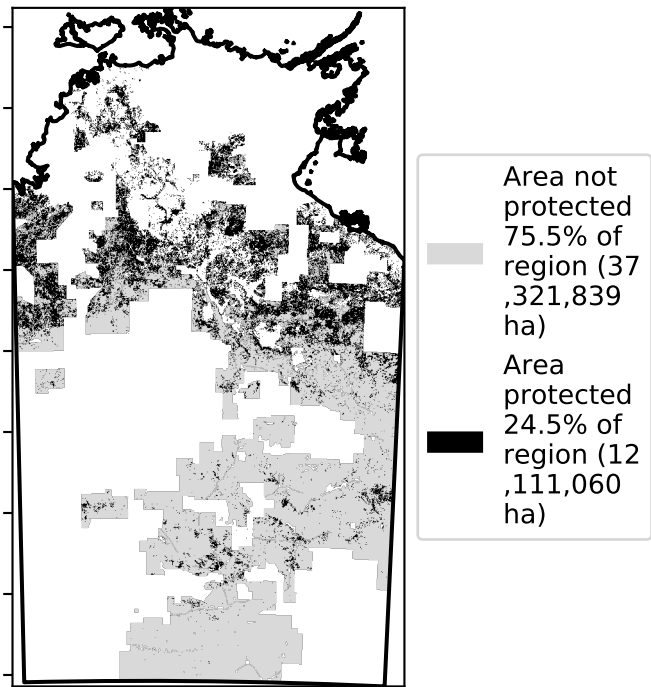 Area not
protected
75.5% of
region (37
,321,839
ha)
Area
protected
24.5% of
region (12
,111,060
ha)